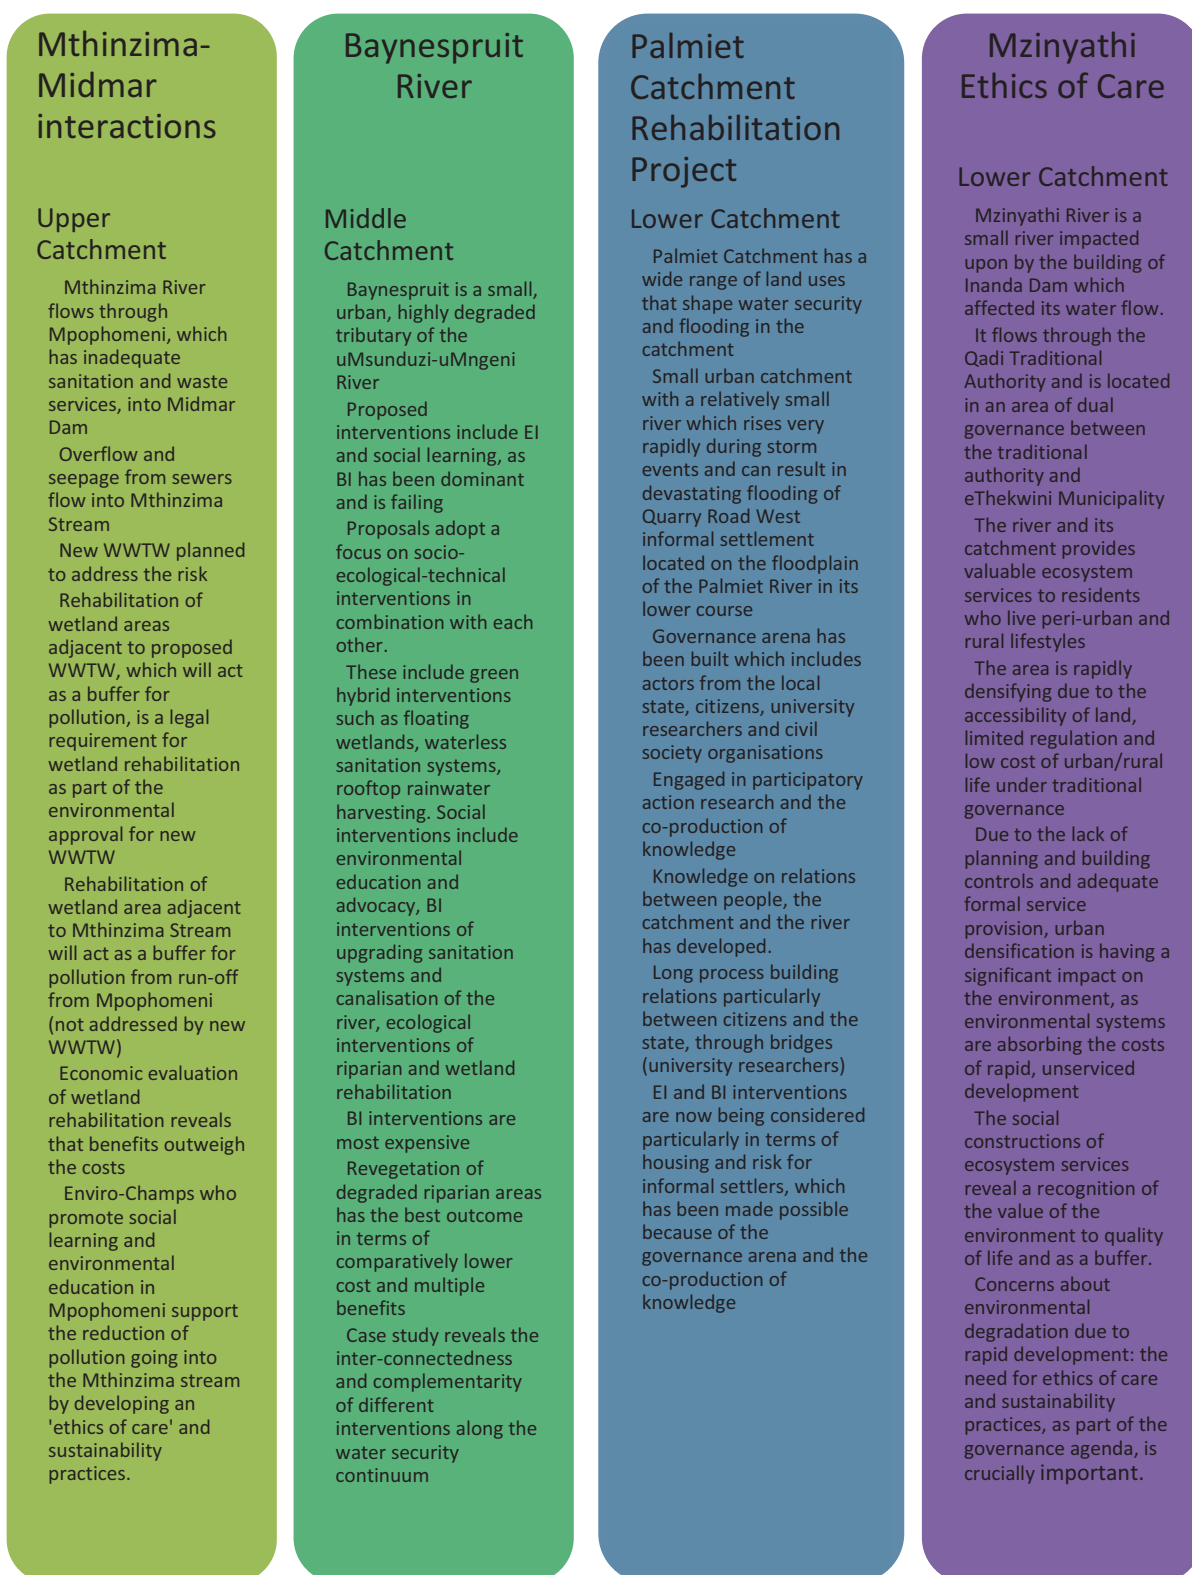 Mthinzima-
Midmar
interactions
Upper
Catchment
Mthinzima River
flows through
Mpophomeni, which
has inadequate
sanitation and waste
services, into Midmar
Dam
Overflow and
seepage from sewers
flow into Mthinzima
Stream
New WWTW planned
to address the risk
Rehabilitation of
wetland areas
adjacent to proposed
WWTW, which will act
as a buffer for
pollution, is a legal
requirement for
wetland rehabilitation
as part of the
environmental
approval for new
WWTW
Rehabilitation of
wetland area adjacent
to Mthinzima Stream
will act as a buffer for
pollution from run-off
from Mpophomeni
(not addressed by new
WWTW)
Economic evaluation
of wetland
rehabilitation reveals
that benefits outweigh
the costs
Enviro-Champs who
promote social
learning and
environmental
education in
Mpophomeni support
the reduction of
pollution going into
the Mthinzima stream
by developing an
'ethics of care' and
sustainability
practices.
Baynespruit
River
Middle
Catchment
Baynespruit is a small,
urban, highly degraded
tributary of the
uMsunduzi-uMngeni
River
Proposed
interventions include EI
and social learning, as
BI has been dominant
and is failing
Proposals adopt a
focus on socio-
ecological-technical
interventions in
combination with each
other.
These include green
hybrid interventions
such as floating
wetlands, waterless
sanitation systems,
rooftop rainwater
harvesting. Social
interventions include
environmental
education and
advocacy, BI
interventions of
upgrading sanitation
systems and
canalisation of the
river, ecological
interventions of
riparian and wetland
rehabilitation
BI interventions are
most expensive
Revegetation of
degraded riparian areas
has the best outcome
in terms of
comparatively lower
cost and multiple
benefits
Case study reveals the
inter-connectedness
and complementarity
of different
interventions along the
water security
continuum
Palmiet
Catchment
Rehabilitation
Project
Lower Catchment
Palmiet Catchment has a
wide range of land uses
that shape water security
and flooding in the
catchment
Small urban catchment
with a relatively small
river which rises very
rapidly during storm
events and can result in
devastating flooding of
Quarry Road West
informal settlement
located on the floodplain
of the Palmiet River in its
lower course
Governance arena has
been built which includes
actors from the local
state, citizens, university
researchers and civil
society organisations
Engaged in participatory
action research and the
co-production of
knowledge
Knowledge on relations
between people, the
catchment and the river
has developed.
Long process building
relations particularly
between citizens and the
state, through bridges
(university researchers)
EI and BI interventions
are now being considered
particularly in terms of
housing and risk for
informal settlers, which
has been made possible
because of the
governance arena and the
co-production of
knowledge
Mzinyathi
Ethics of Care
Lower Catchment
Mzinyathi River is a
small river impacted
upon by the building of
Inanda Dam which
affected its water flow.
It flows through the
Qadi Traditional
Authority and is located
in an area of dual
governance between
the traditional
authority and
eThekwini Municipality
The river and its
catchment provides
valuable ecosystem
services to residents
who live peri-urban and
rural lifestyles
The area is rapidly
densifying due to the
accessibility of land,
limited regulation and
low cost of urban/rural
life under traditional
governance
Due to the lack of
planning and building
controls and adequate
formal service
provision, urban
densification is having a
significant impact on
the environment, as
environmental systems
are absorbing the costs
of rapid, unserviced
development
The social
constructions of
ecosystem services
reveal a recognition of
the value of the
environment to quality
of life and as a buffer.
Concerns about
environmental
degradation due to
rapid development: the
need for ethics of care
and sustainability
practices, as part of the
governance agenda, is
crucially important.